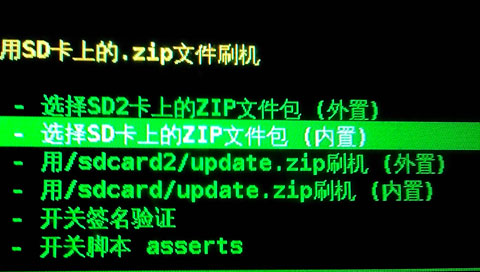 用SD卡上的.zip文件刷机
- 选择SD2卡上的ZIP文件包 (外置)
- 选择SD卡上的ZIP文件包 (内置)
- 用/sdcard2/update.zip刷机 (外置)
- 用/sdcard/update.zip刷机 (内置)
- 开关签名验证
- 开关脚本 asserts